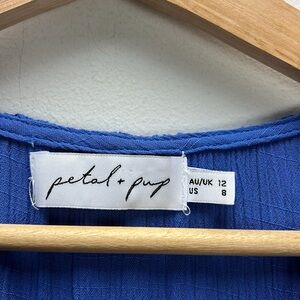 petal + pup
AU/UK 12
US 8